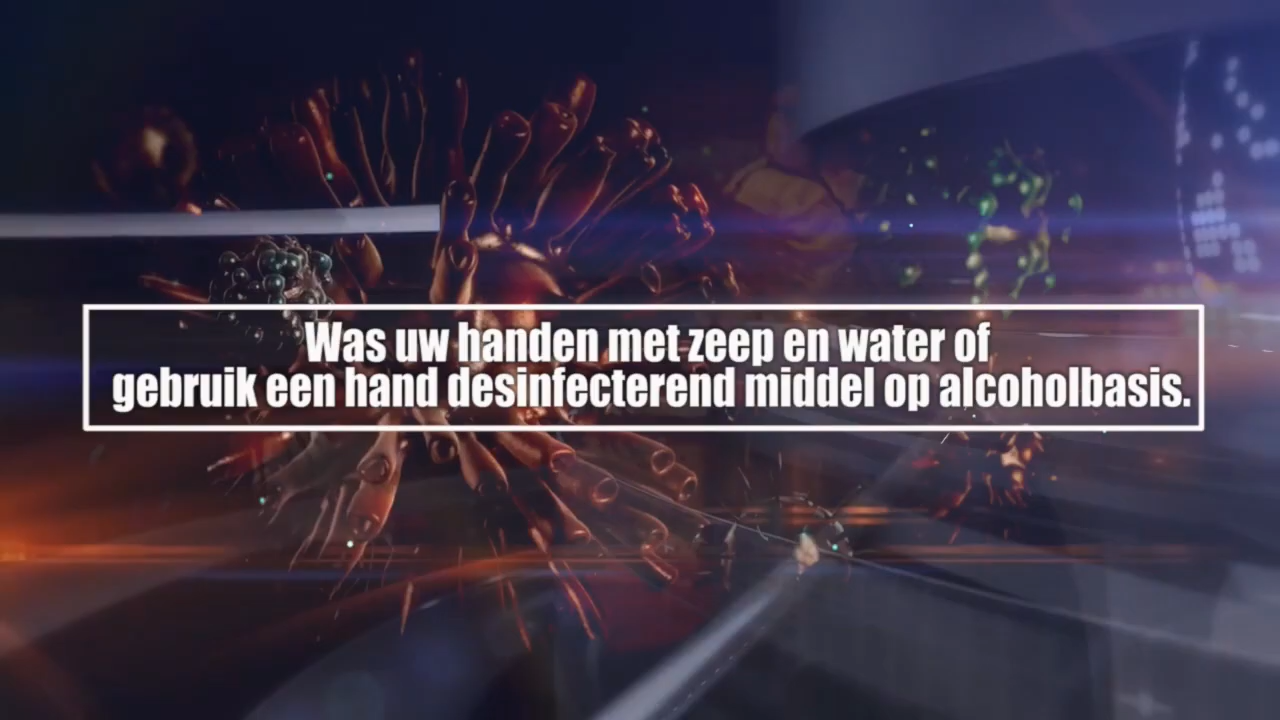 Was uw handen met zeep en water of
gebruik een hand desinfecterend middel op alcoholbasis.